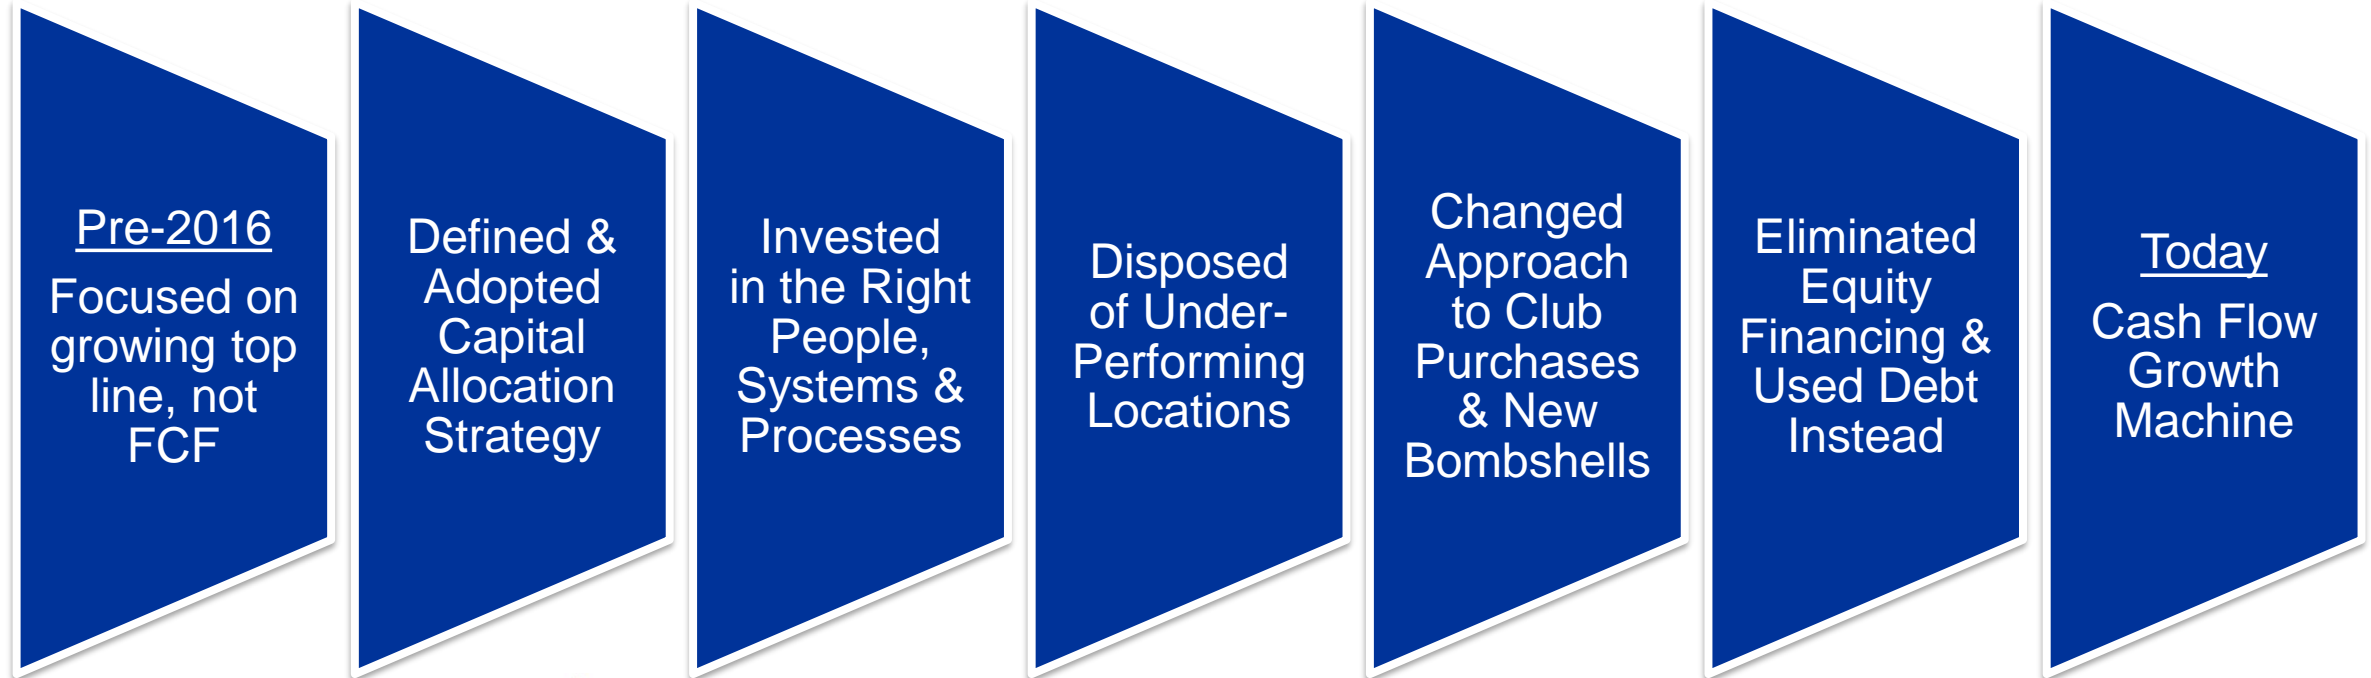 Pre-2016
Focused on
growing top
line, not
FCF
Defined &
Adopted
Capital
Allocation
Strategy
Invested
in the Right
People,
Systems &
Processes
Disposed
of Under-
Performing
Locations
Changed
Approach
to Club
Purchases
& New
Bombshells
Eliminated
Equity
Financing &
Used Debt
Instead
Today
Cash Flow
Growth
Machine